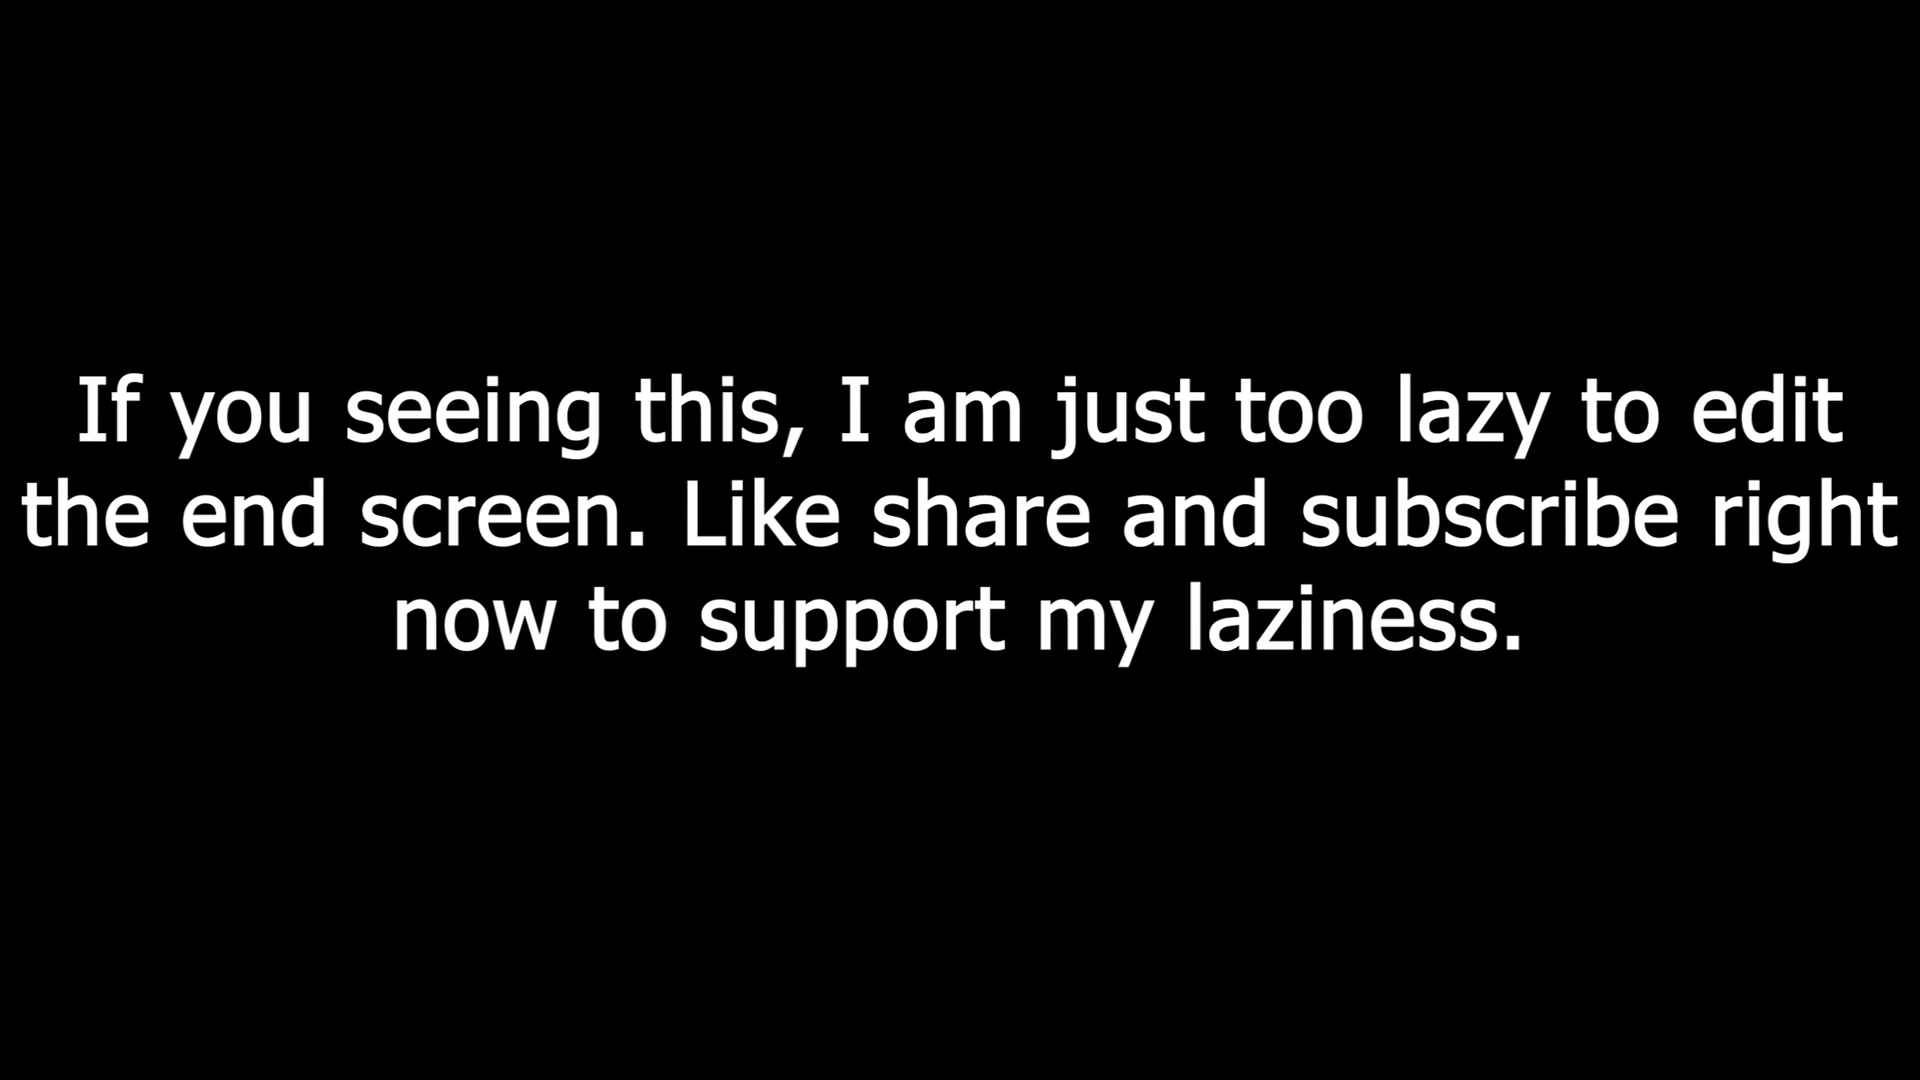 If you seeing this, I am just too lazy to edit
the end screen. Like share and subscribe right
now to support my laziness.